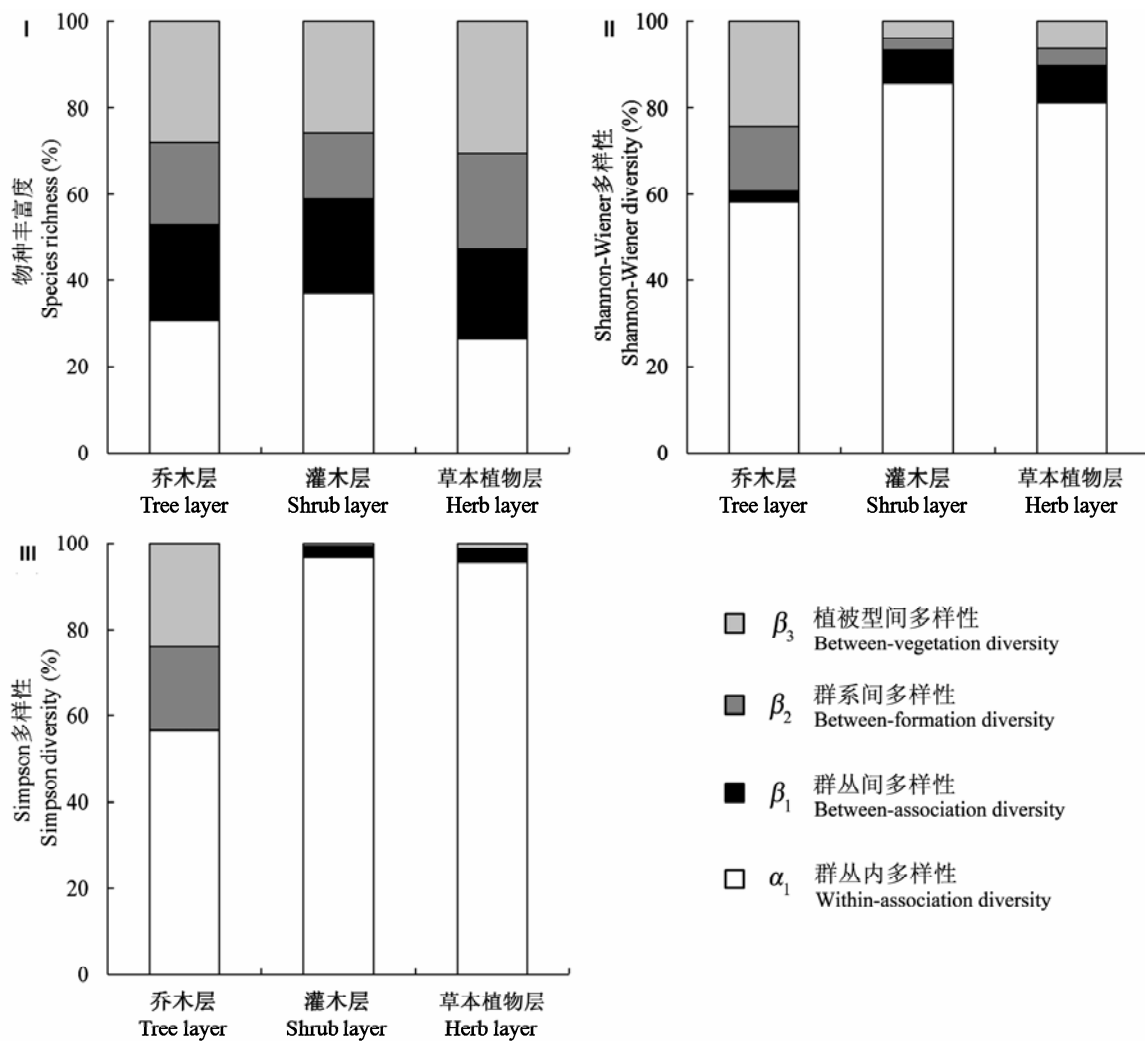 I
物种丰富度
Species richness (%)
100
80
60
40
20
0
乔木层
Tree layer
灌木层
Shrub layer
草本植物层
Herb layer
II
Shannon-Wiener多样性
Shannon-Wiener diversity (%)
100
80
60
40
20
0
乔木层
Tree layer
灌木层
Shrub layer
草本植物层
Herb layer
III
Simpson多样性
Simpson diversity (%)
100
80
60
40
20
0
乔木层
Tree layer
灌木层
Shrub layer
草本植物层
Herb layer
β3 植被型间多样性
Between-vegetation diversity
β2 群系间多样性
Between-formation diversity
β1 群丛间多样性
Between-association diversity
α1 群丛内多样性
Within-association diversity